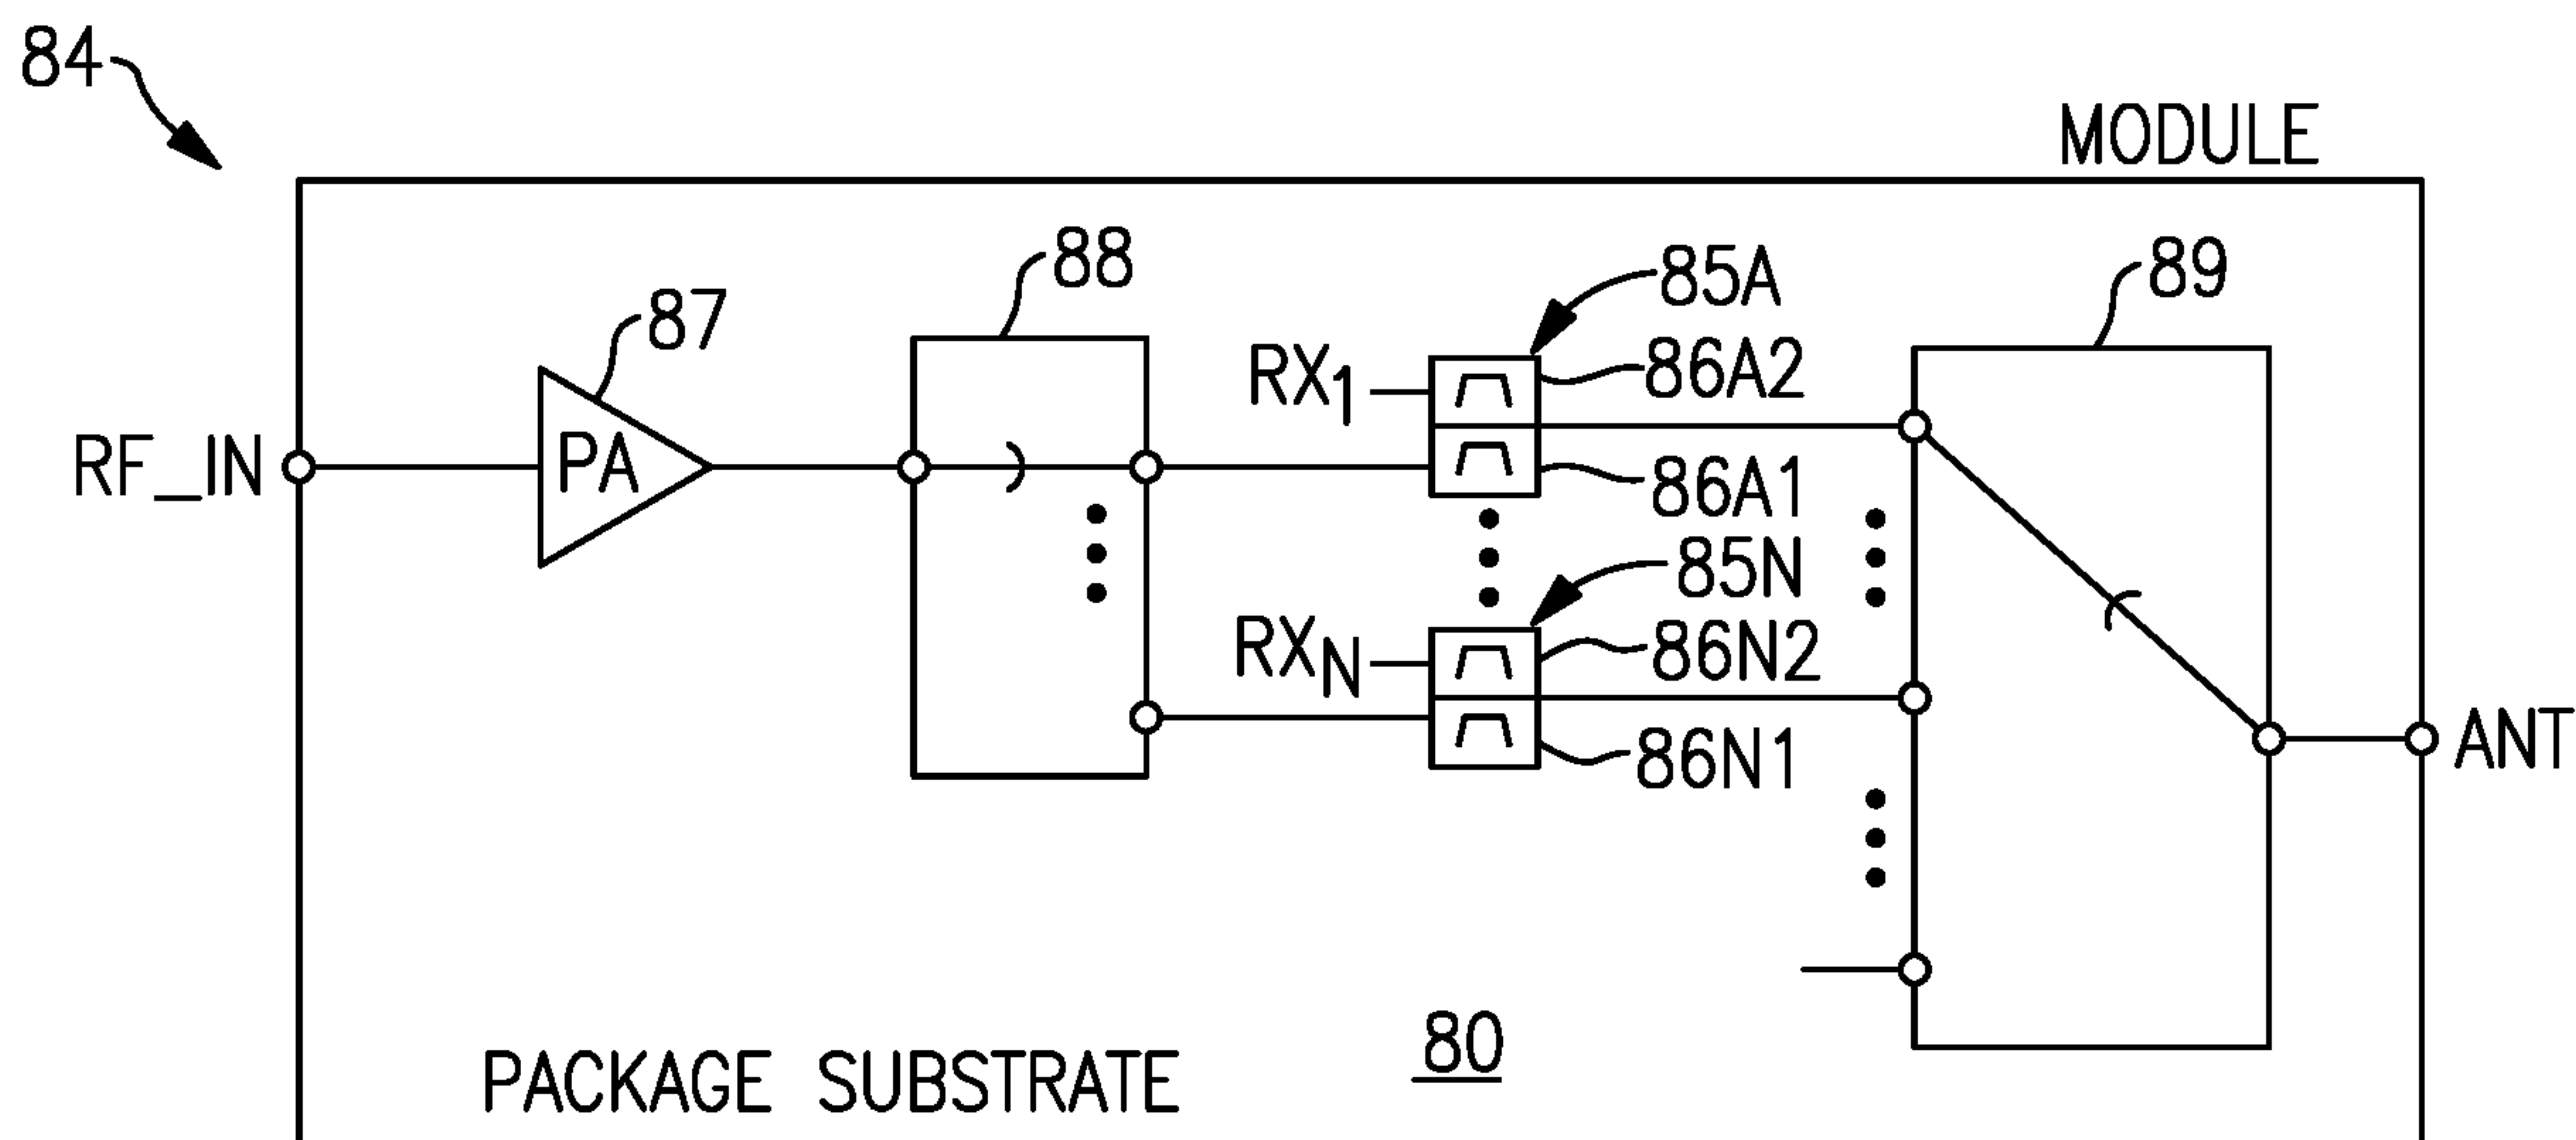 84
MODULE
88
85A
89
87
RX1
86A2
RF_IN
PA
86A1
85N
RXN
86N2
86N1
ANT
80
PACKAGE SUBSTRATE